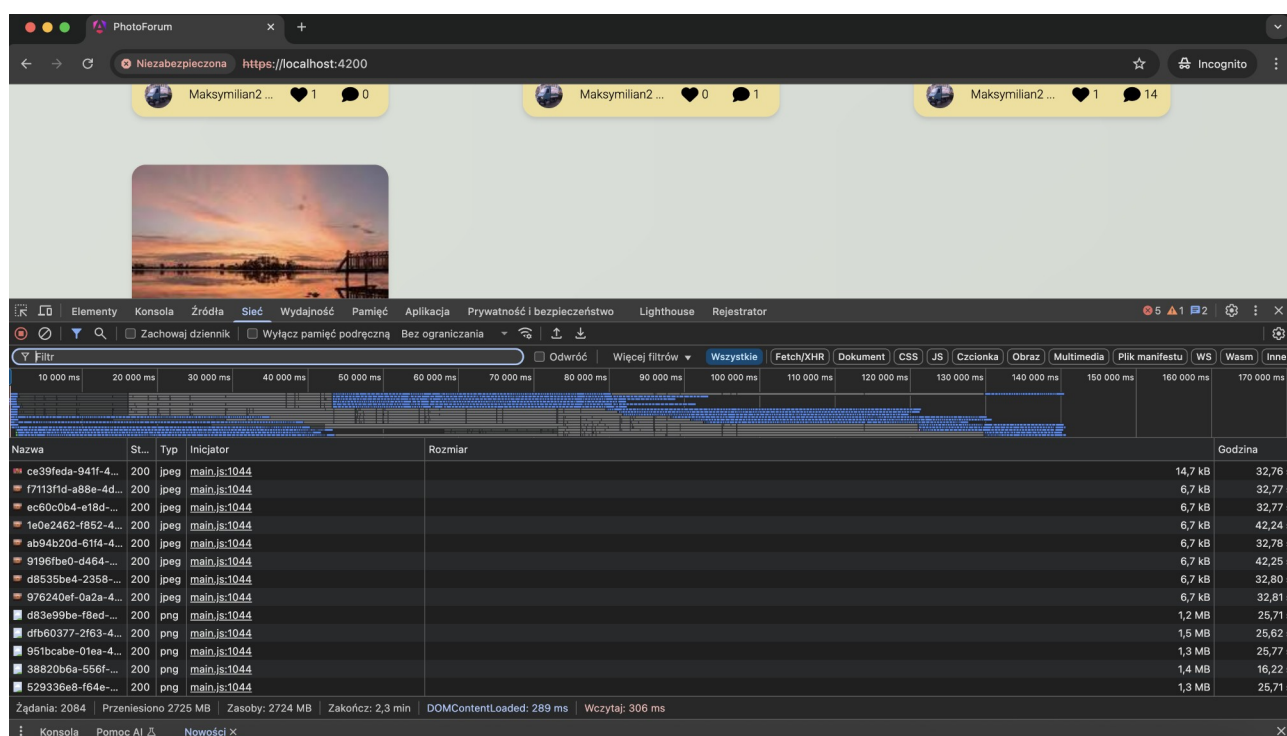 PhotoForum
Niezabezpieczona https://localhost:4200 Incognito
Maksymilian2 ... 1 0 Maksymilian2 ... 0 1 Maksymilian2 ... 1 14
Elementy Konsola Źródła Sieć Wydajność Pamięć Aplikacja Prywatność i bezpieczeństwo Lighthouse Rejestrator 5 1 2
Zachowaj dziennik Wyłącz pamięć podręczną Bez ograniczania
Filtr Odwróć Więcej filtrów Wszystkie Fetch/XHR Dokument CSS JS Czcionka Obraz Multimedia Plik manifestu WS Wasm Inne
10 000 ms 20 000 ms 30 000 ms 40 000 ms 50 000 ms 60 000 ms 70 000 ms 80 000 ms 90 000 ms 100 000 ms 110 000 ms 120 000 ms 130 000 ms 140 000 ms 150 000 ms 160 000 ms 170 000 ms
Nazwa St... Typ Inicjator Rozmiar Godzina
ce39feda-941f-4... 200 jpeg main.js:1044 14,7 kB 32,76
f7113f1d-a88e-4d... 200 jpeg main.js:1044 6,7 kB 32,77
ec60c0b4-e18d-... 200 jpeg main.js:1044 6,7 kB 32,77
1e0e2462-f852-4... 200 jpeg main.js:1044 6,7 kB 42,24
ab94b20d-61f4-4... 200 jpeg main.js:1044 6,7 kB 32,78
9196fbe0-d464-... 200 jpeg main.js:1044 6,7 kB 42,25
d8535be4-2358-... 200 jpeg main.js:1044 6,7 kB 32,80
976240ef-0a2a-4... 200 jpeg main.js:1044 6,7 kB 32,81
d83e99be-f8ed-... 200 png main.js:1044 1,2 MB 25,71
dfb60377-2f63-4... 200 png main.js:1044 1,5 MB 25,62
951bcabe-01ea-4... 200 png main.js:1044 1,3 MB 25,77
38820b6a-556f-... 200 png main.js:1044 1,4 MB 16,22
529336e8-f64e-... 200 png main.js:1044 1,3 MB 25,71
Żądania: 2084 Przeniesiono 2725 MB Zasoby: 2724 MB Zakończ: 2,3 min DOMContentLoaded: 289 ms Wczytaj: 306 ms
Konsola Pomoc AI Nowości